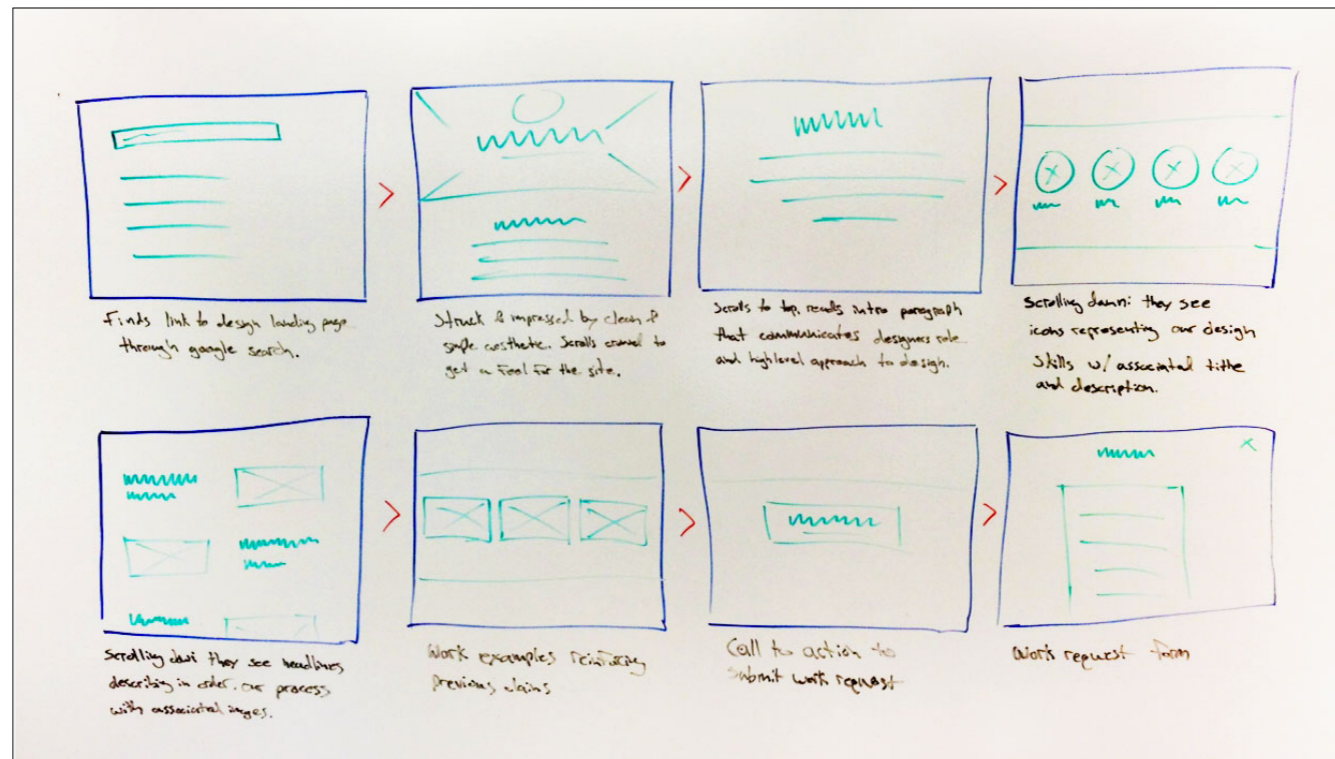 Finds link to design landing page
through google search.
Struck & impressed by clean &
simple aesthetic. Scrolls around to
get a feel for the site.
Scrolls to top, reads intro paragraph
that communicates designers role
and high level approach to design.
Scrolling down: they see
icons representing our design
skills w/ associated title
and description.
Scrolling down they see headlines
describing in order, our process
with associated images.
Work examples reinforcing
previous claims
Call to action to
submit work request
Work request form